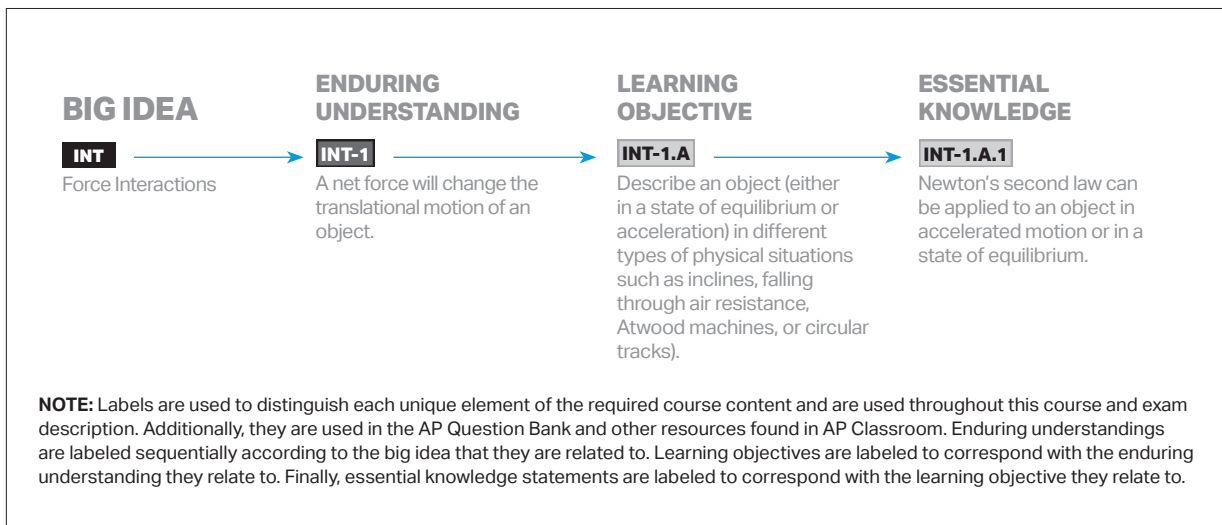 BIG IDEA
INT
Force Interactions
ENDURING
UNDERSTANDING
INT-1
A net force will change the
translational motion of an
object.
LEARNING
OBJECTIVE
INT-1.A
Describe an object (either
in a state of equilibrium or
acceleration) in different
types of physical situations
such as inclines, falling
through air resistance,
Atwood machines, or circular
tracks).
ESSENTIAL
KNOWLEDGE
INT-1.A.1
Newton’s second law can
be applied to an object in
accelerated motion or in a
state of equilibrium.
NOTE: Labels are used to distinguish each unique element of the required course content and are used throughout this course and exam
description. Additionally, they are used in the AP Question Bank and other resources found in AP Classroom. Enduring understandings
are labeled sequentially according to the big idea that they are related to. Learning objectives are labeled to correspond with the enduring
understanding they relate to. Finally, essential knowledge statements are labeled to correspond with the learning objective they relate to.